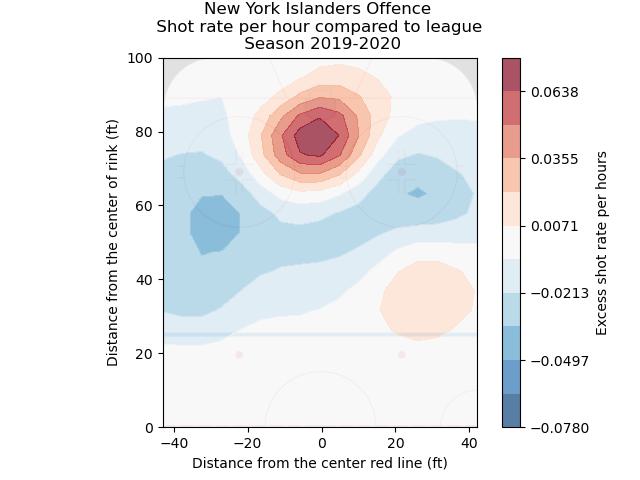 New York Islanders Offence
Shot rate per hour compared to league
Season 2019-2020
100
80
60
40
20
0
−40
−20
0
20
40
Distance from the center red line (ft)
Distance from the center of rink (ft)
0.0638
0.0355
0.0071
−0.0213
−0.0497
−0.0780
Excess shot rate per hours